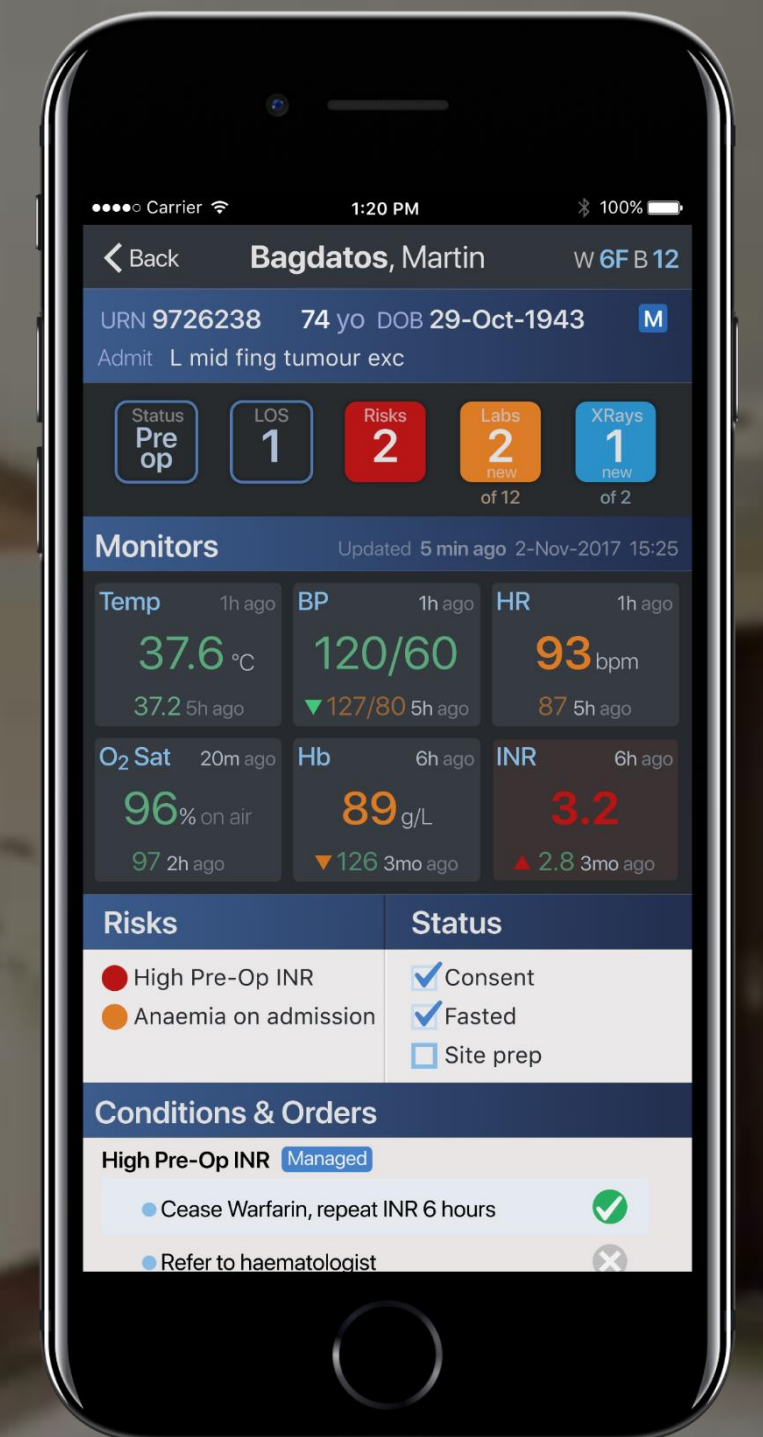 Carrier 1:20 PM 100%
Back Bagdatos, Martin W 6F B 12
URN 9726238 74 yo DOB 29-Oct-1943 M
Admit L mid fing tumour exc
Status LOS Risks Labs XRays
Pre op 1 2 2 1
new new
of 12 of 2
Monitors Updated 5 min ago 2-Nov-2017 15:25
Temp 1h ago BP 1h ago HR 1h ago
37.6 °C 120/60 93 bpm
37.2 5h ago ▼127/80 5h ago 87 5h ago
O₂ Sat 20m ago Hb 6h ago INR 6h ago
96% on air 89 g/L 3.2
97 2h ago ▼126 3mo ago ▲ 2.8 3mo ago
Risks Status
High Pre-Op INR Consent
Anaemia on admission Fasted
Site prep
Conditions & Orders
High Pre-Op INR Managed
Cease Warfarin, repeat INR 6 hours
Refer to haematologist